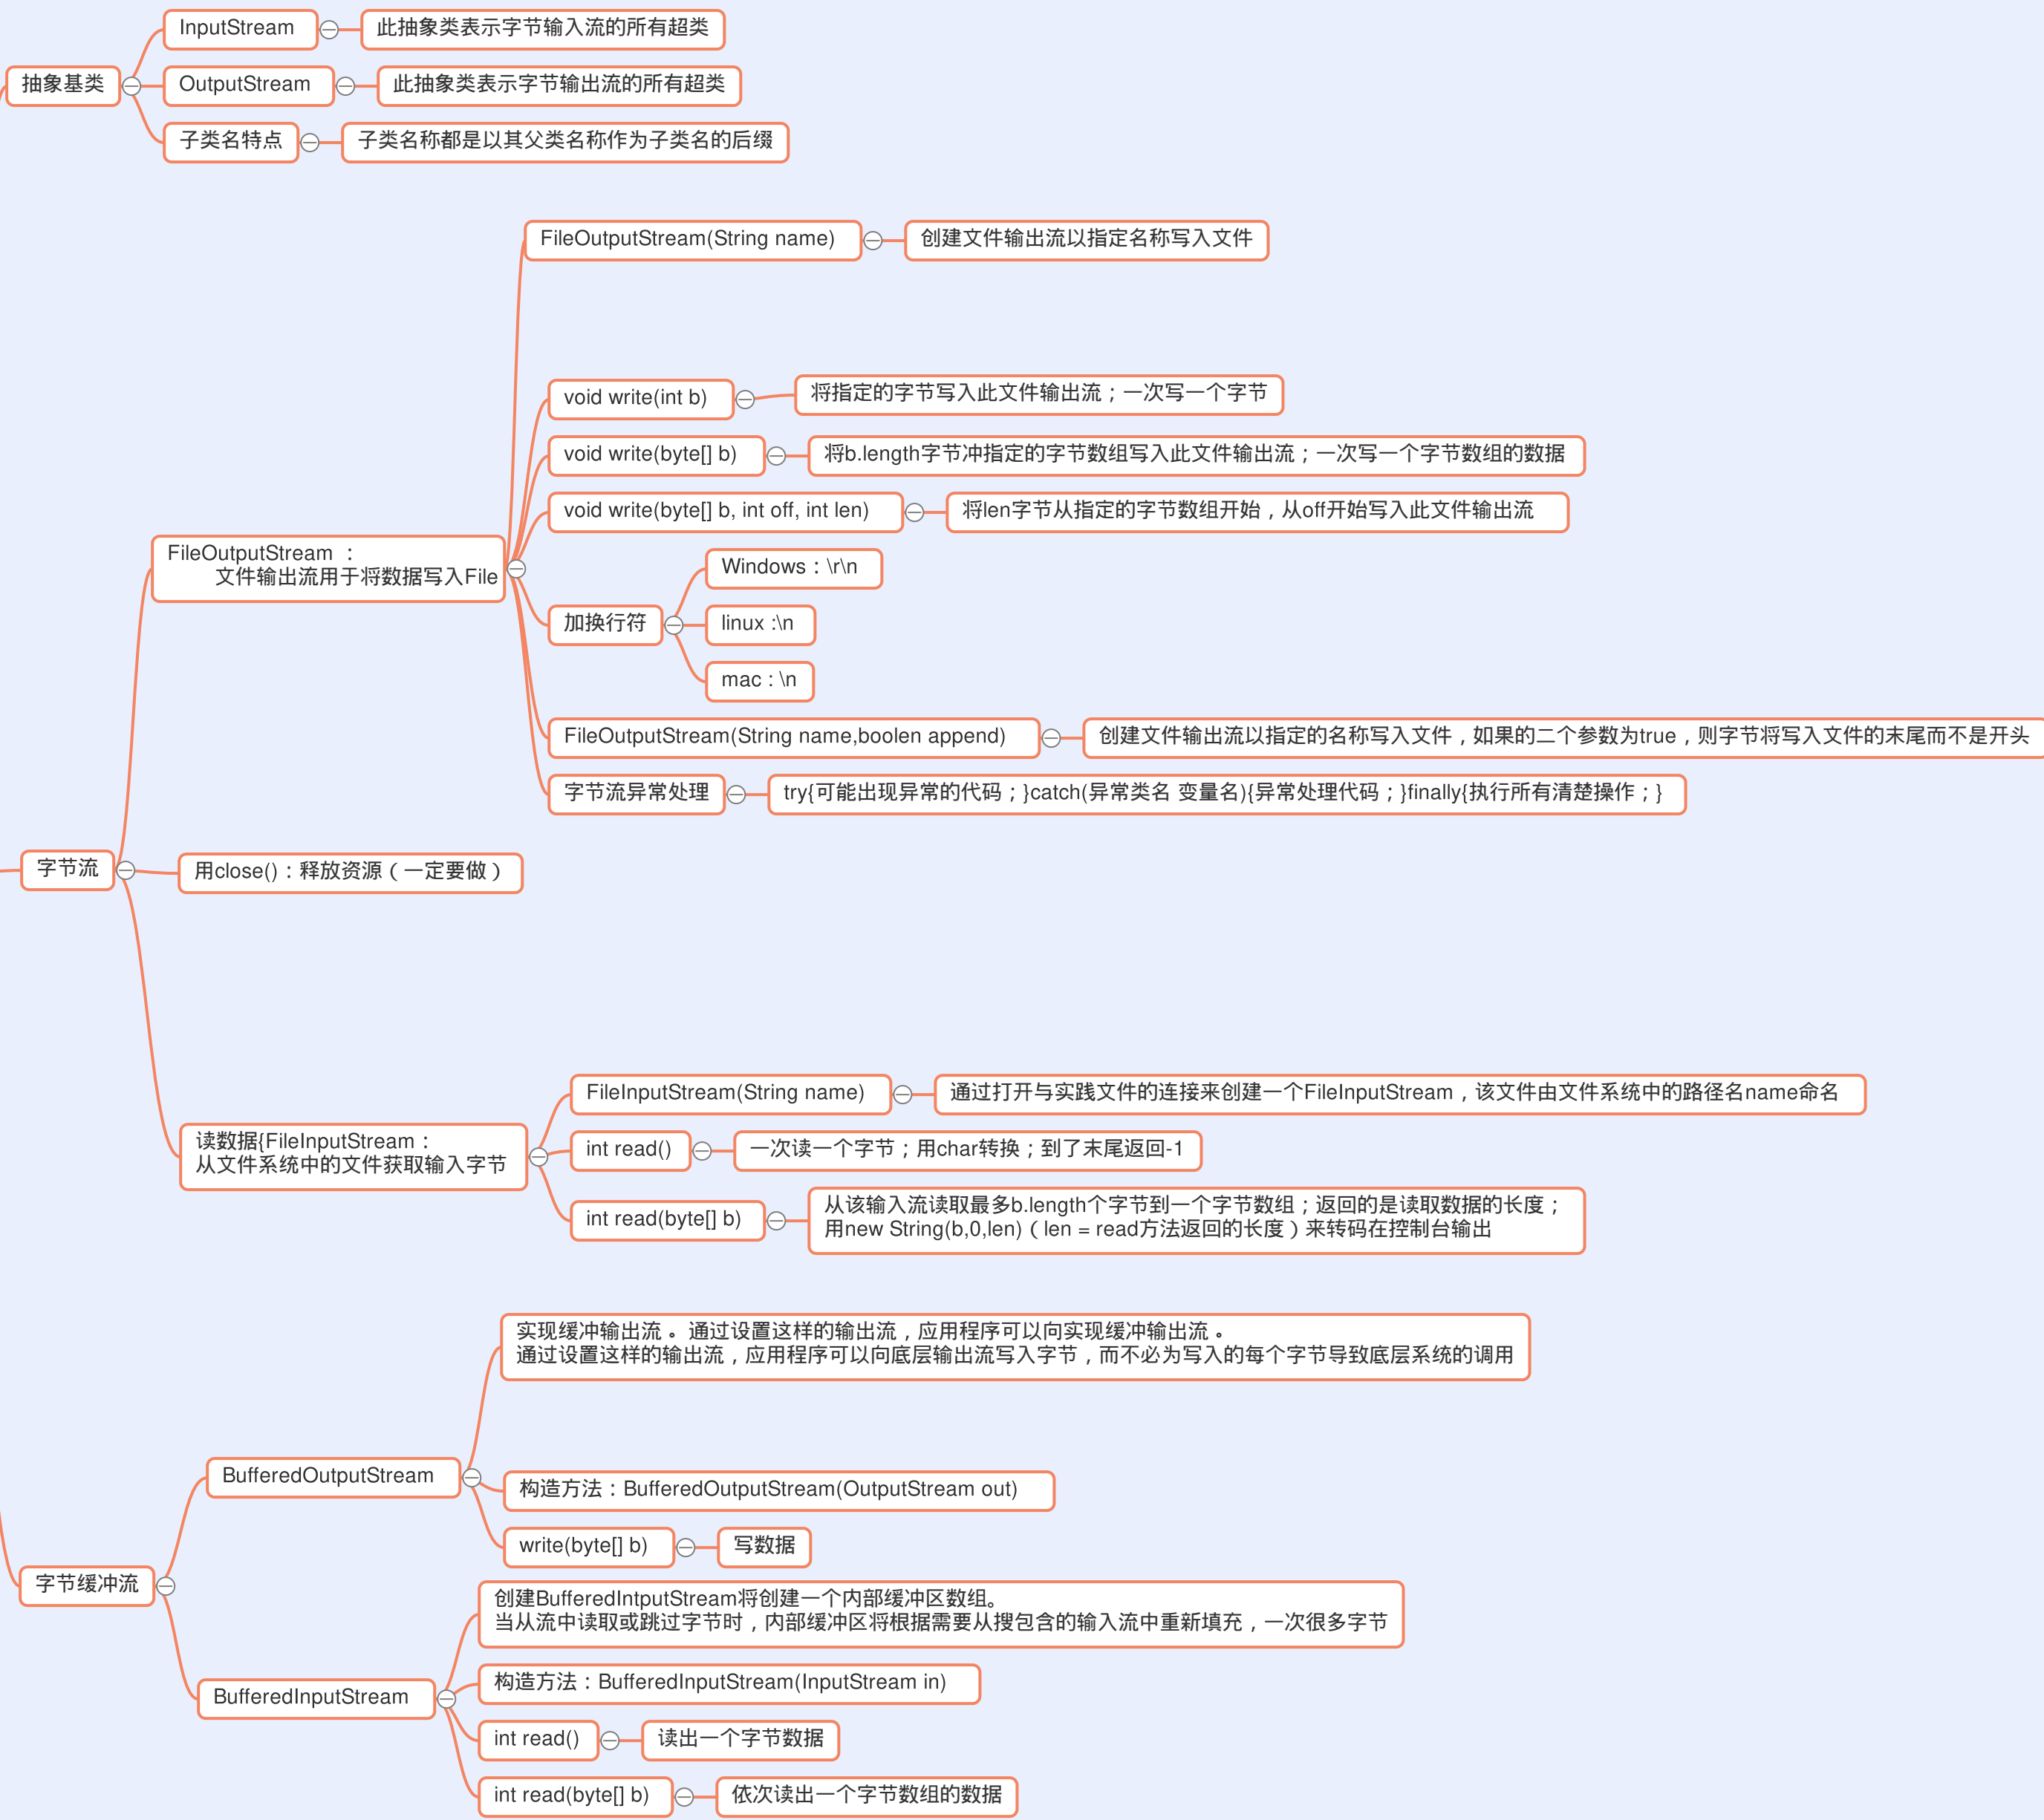 抽象基类
InputStream
此抽象类表示字节输入流的所有超类
OutputStream
此抽象类表示字节输出流的所有超类
子类名特点
子类名称都是以其父类名称作为子类名的后缀
字节流
FileOutputStream ：
文件输出流用于将数据写入File
FileOutputStream(String name)
创建文件输出流以指定名称写入文件
void write(int b)
将指定的字节写入此文件输出流；一次写一个字节
void write(byte[] b)
将b.length字节冲指定的字节数组写入此文件输出流；一次写一个字节数组的数据
void write(byte[] b, int off, int len)
将len字节从指定的字节数组开始，从off开始写入此文件输出流
加换行符
Windows：\r\n
linux :\n
mac : \n
FileOutputStream(String name,boolen append)
创建文件输出流以指定的名称写入文件，如果的二个参数为true，则字节将写入文件的末尾而不是开头
字节流异常处理
try{可能出现异常的代码；}catch(异常类名 变量名){异常处理代码；}finally{执行所有清楚操作；}
用close()：释放资源（一定要做）
读数据{FileInputStream：
从文件系统中的文件获取输入字节
FileInputStream(String name)
通过打开与实践文件的连接来创建一个FileInputStream，该文件由文件系统中的路径名name命名
int read()
一次读一个字节；用char转换；到了末尾返回-1
int read(byte[] b)
从该输入流读取最多b.length个字节到一个字节数组；返回的是读取数据的长度；
用new String(b,0,len)（len = read方法返回的长度）来转码在控制台输出
字节缓冲流
BufferedOutputStream
实现缓冲输出流 。通过设置这样的输出流，应用程序可以向实现缓冲输出流 。
通过设置这样的输出流，应用程序可以向底层输出流写入字节，而不必为写入的每个字节导致底层系统的调用
构造方法：BufferedOutputStream(OutputStream out)
write(byte[] b)
写数据
BufferedInputStream
创建BufferedIntputStream将创建一个内部缓冲区数组。
当从流中读取或跳过字节时，内部缓冲区将根据需要从搜包含的输入流中重新填充，一次很多字节
构造方法：BufferedInputStream(InputStream in)
int read()
读出一个字节数据
int read(byte[] b)
依次读出一个字节数组的数据